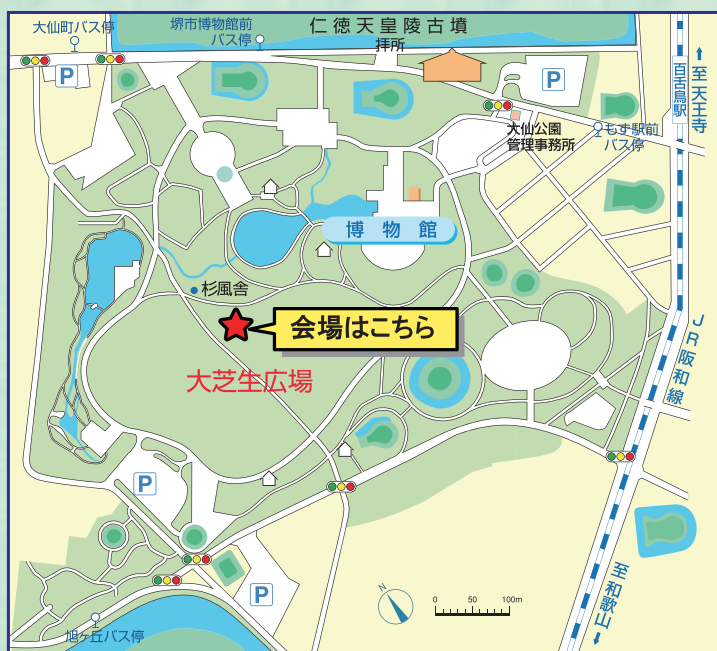 大仙町バス停
堺市博物館前
バス停
仁徳天皇陵古墳
拝所
P
P
百舌鳥駅
至天王寺
大仙公園
管理事務所
もず駅前
バス停
博物館
杉風舎
会場はこちら
大芝生広場
JR阪和線
P
P
至和歌山
旭ヶ丘バス停
N
0 50 100m